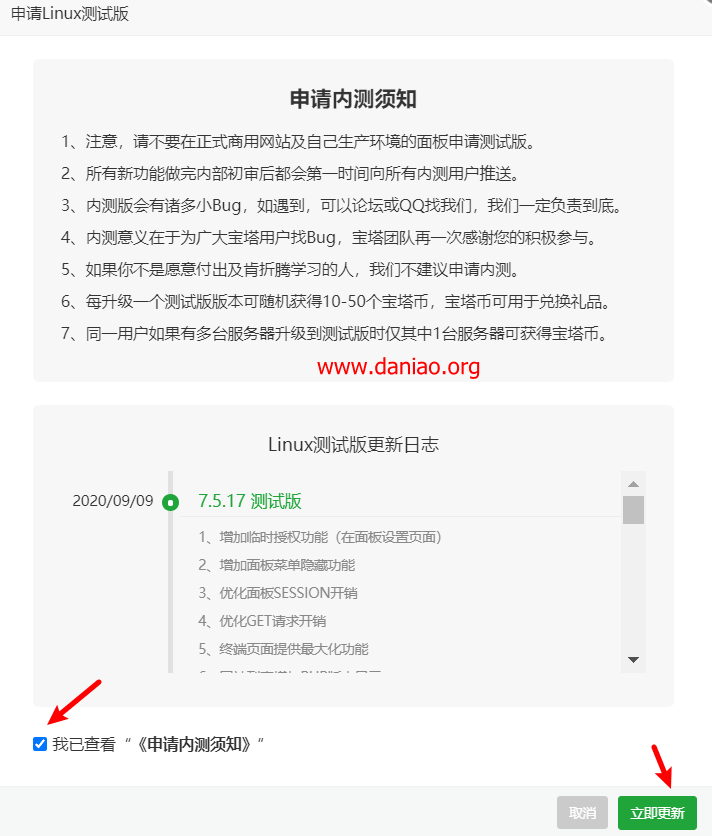 申请Linux测试版
申请内测须知
1、注意，请不要在正式商用网站及自己生产环境的面板申请测试版。
2、所有新功能做完内部初审后都会第一时间向所有内测用户推送。
3、内测版会有诸多小Bug，如遇到，可以论坛或QQ找我们，我们一定负责到底。
4、内测意义在于为广大宝塔用户找Bug，宝塔团队再一次感谢您的积极参与。
5、如果你不是愿意付出及肯折腾学习的人，我们不建议申请内测。
6、每升级一个测试版版本可随机获得10-50个宝塔币，宝塔币可用于兑换礼品。
7、同一用户如果有多台服务器升级到测试版时仅其中1台服务器可获得宝塔币。
www.daniao.org
Linux测试版更新日志
2020/09/09 7.5.17 测试版
1、增加临时授权功能（在面板设置页面）
2、增加面板菜单隐藏功能
3、优化面板SESSION开销
4、优化GET请求开销
5、终端页面提供最大化功能
我已查看“《申请内测须知》”
取消 立即更新